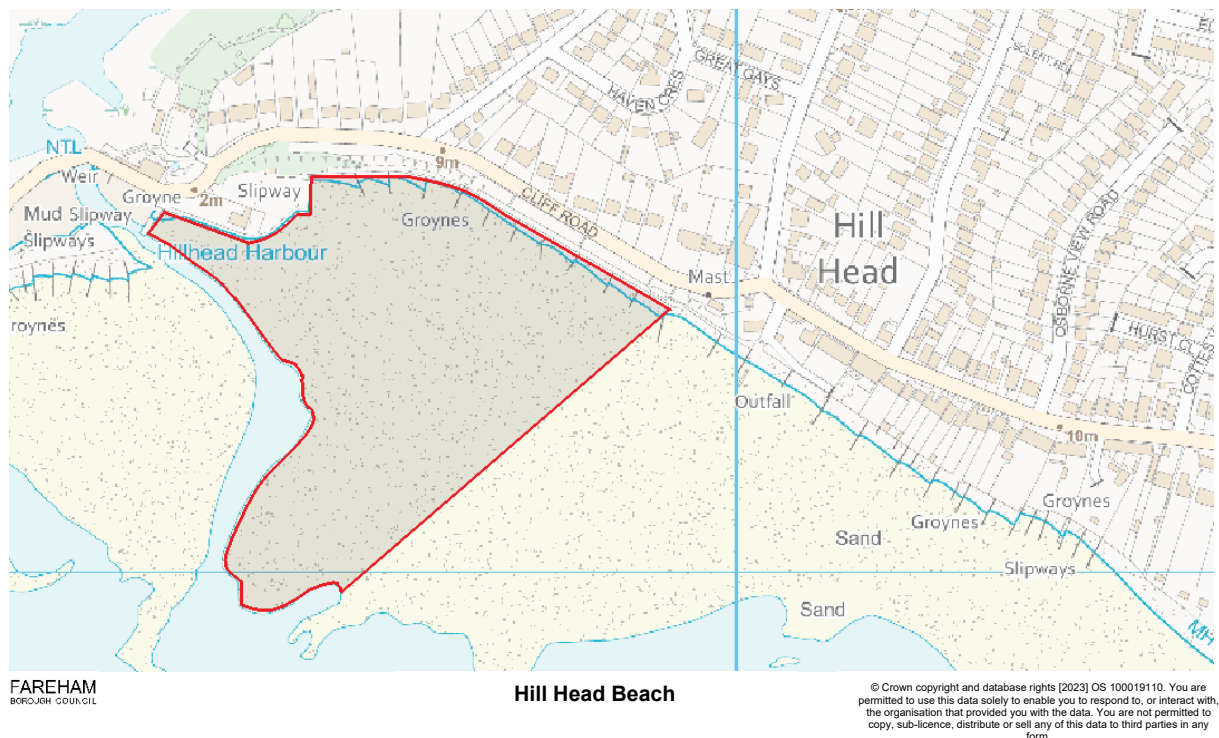 GREAT GAYS
SOLENT RD
HAVEN CRES
NTL
Weir
9m
Groyne
2m
Slipway
Mud
Slipway
Slipways
Groynes
CLIFF ROAD
Hillhead Harbour
Hill
Head
Mast
OSBORNE VIEW ROAD
HURST CL
COTTES
roynes
Outfall
10m
Groynes
Groynes
Sand
Slipways
Sand
MH
FAREHAM
BOROUGH COUNCIL
Hill Head Beach
© Crown copyright and database rights [2023] OS 100019110. You are
permitted to use this data solely to enable you to respond to, or interact with,
the organisation that provided you with the data. You are not permitted to
copy, sub-licence, distribute or sell any of this data to third parties in any
form